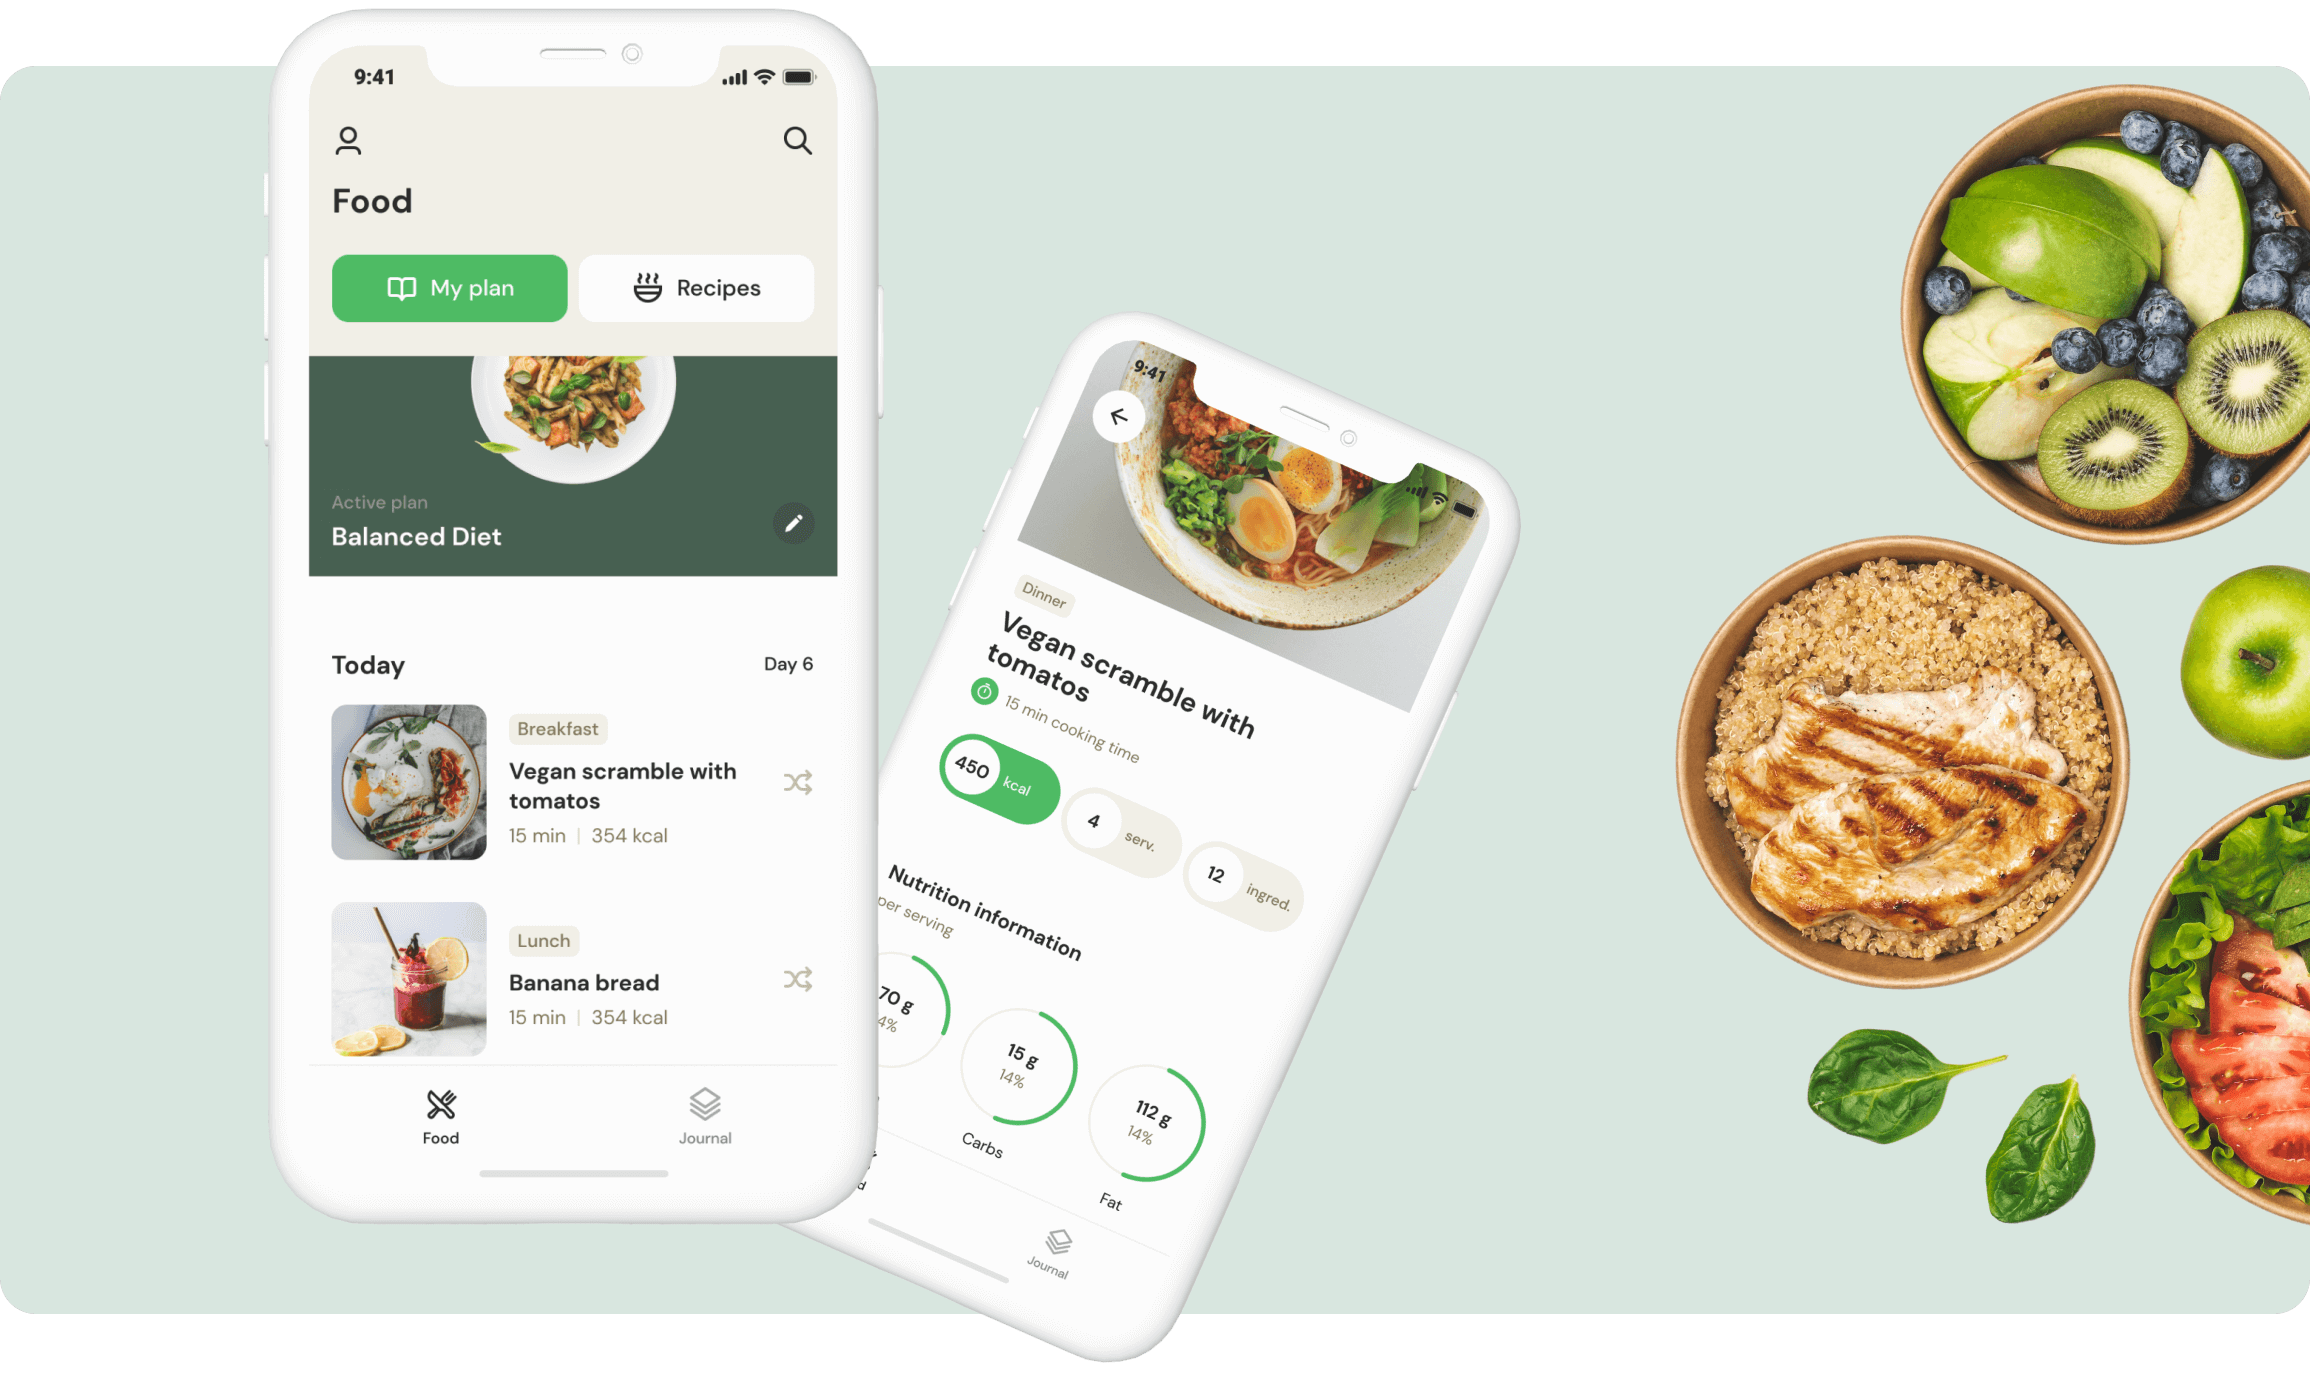 9:41
Food
My plan
Recipes
Active plan
Balanced Diet
Today
Day 6
Breakfast
Vegan scramble with
tomatos
15 min | 354 kcal
Lunch
Banana bread
15 min | 354 kcal
Food
Journal
9:41
Dinner
Vegan scramble with
tomatos
15 min cooking time
450 kcal
4 serv.
12 ingred.
Nutrition information
per serving
70 g
4%
15 g
14%
Carbs
112 g
14%
Fat
Journal